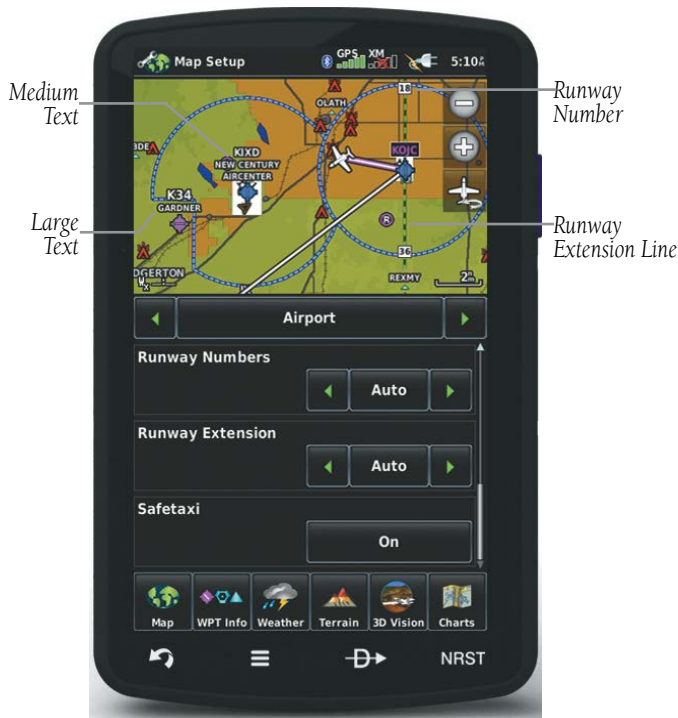 Map Setup
GPS
XM
5:10A
Medium
Text
Runway
Number
Large
Text
Runway
Extension Line
18
OLATH
KOJC
KIXD
NEW CENTURY
AIRCENTER
K34
GARDNER
R
36
REXMY
DGERTON
2
Airport
Runway Numbers
Auto
Runway Extension
Auto
Safetaxi
On
Map
WPT Info
Weather
Terrain
3D Vision
Charts
D
NRST